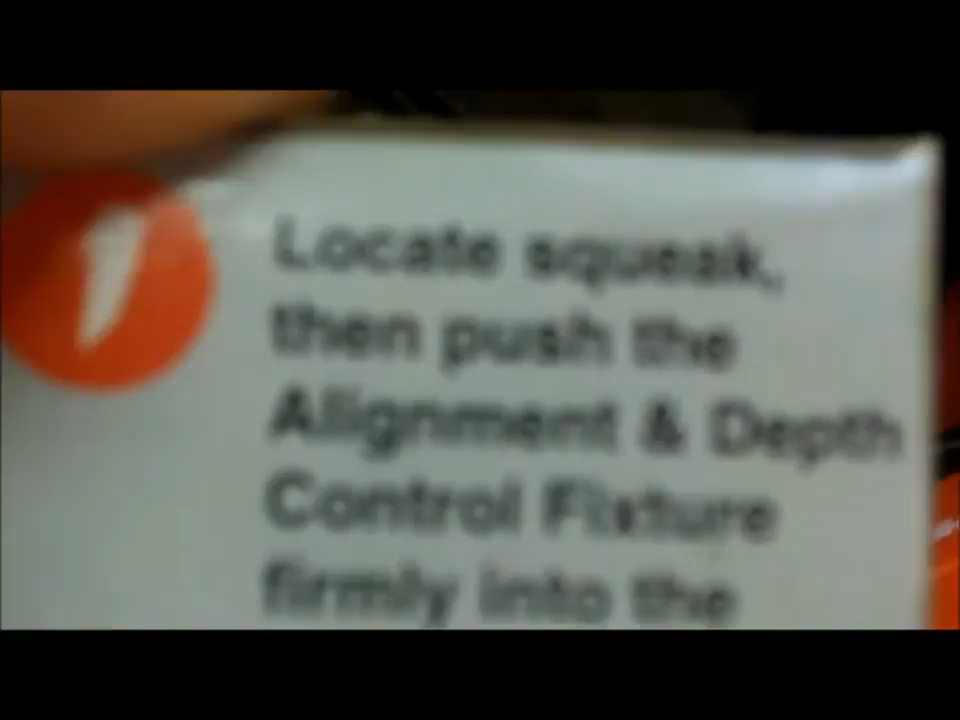 1
Locate squeak,
then push the
Alignment & Depth
Control Fixture
firmly into the